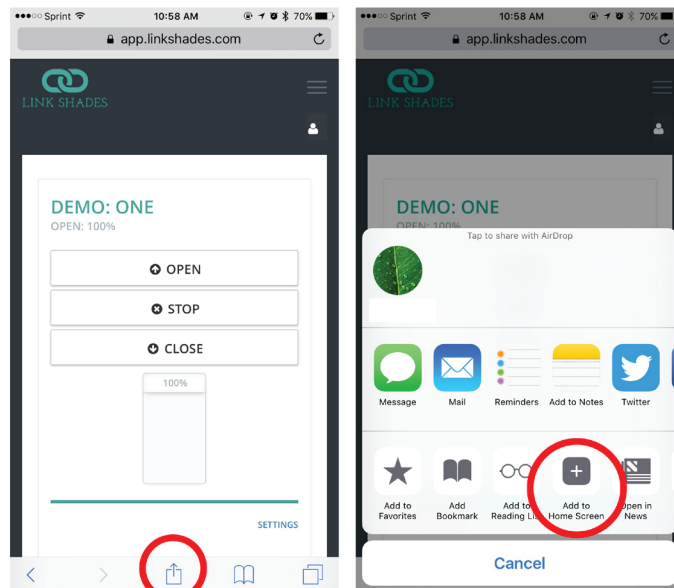 Sprint 10:58 AM 70%
app.linkshades.com
LINK SHADES
DEMO: ONE
OPEN: 100%
OPEN
STOP
CLOSE
100%
SETTINGS
Sprint 10:58 AM 70%
app.linkshades.com
LINK SHADES
DEMO: ONE
OPEN: 100%
Tap to share with AirDrop
Message Mail Reminders Add to Notes Twitter
Add to Favorites
Add Bookmark
Add to Reading List
Add to Home Screen
Open in News
Cancel